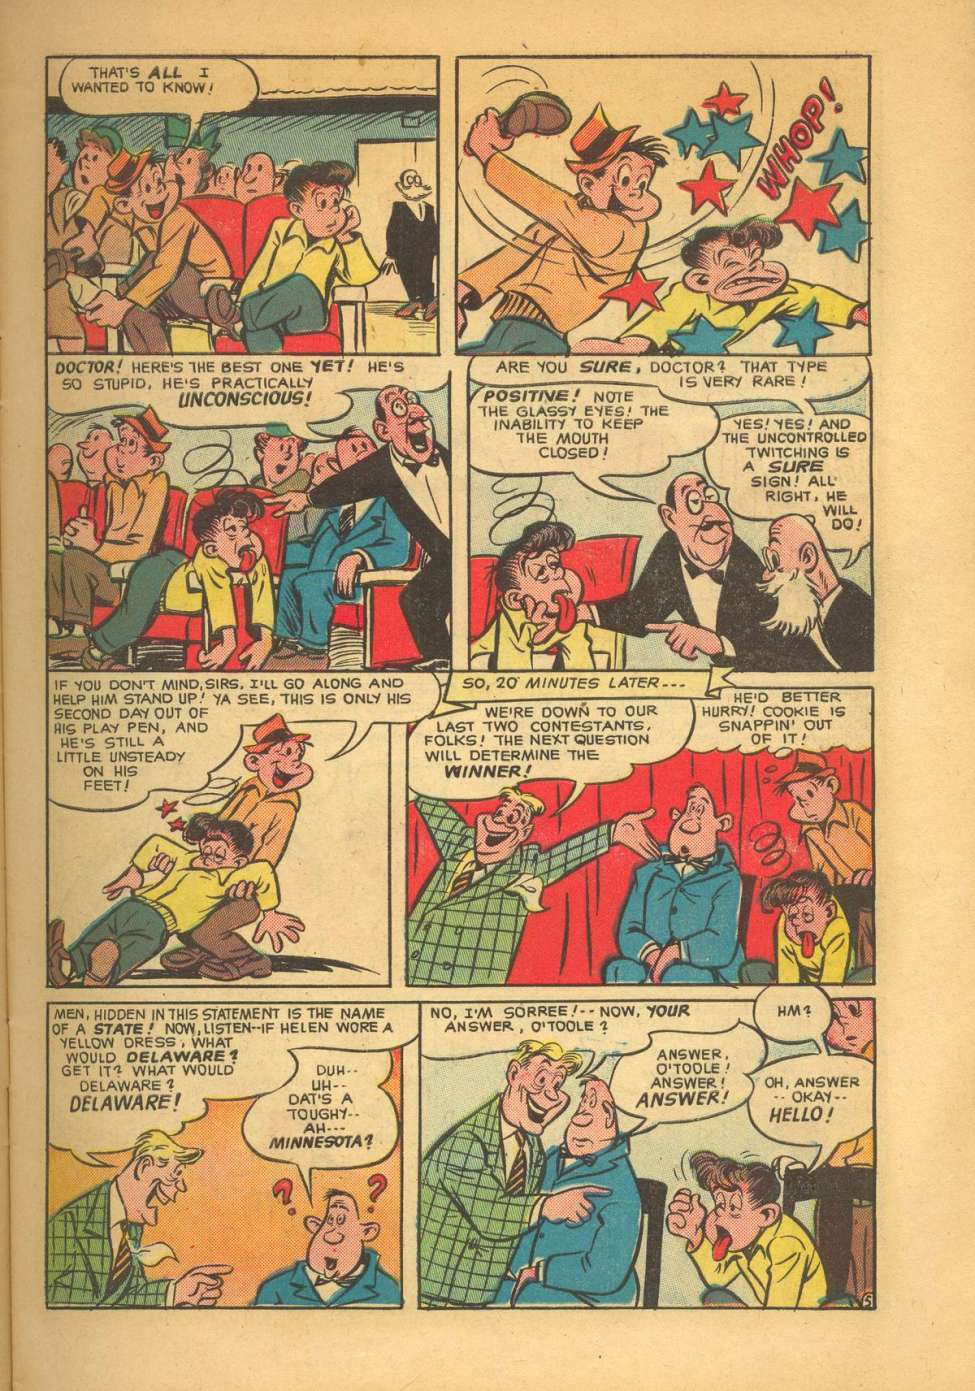 THAT'S ALL I
WANTED TO KNOW!
WHOP!
DOCTOR! HERE'S THE BEST ONE YET! HE'S
SO STUPID, HE'S PRACTICALLY
UNCONSCIOUS!
ARE YOU SURE, DOCTOR? THAT TYPE
IS VERY RARE!
POSITIVE! NOTE
THE GLASSY EYES! THE
INABILITY TO KEEP
THE MOUTH
CLOSED!
YES! YES! AND
THE UNCONTROLLED
TWITCHING IS
A SURE
SIGN! ALL
RIGHT, HE
WILL
DO!
IF YOU DON'T MIND, SIRS, I'LL GO ALONG AND
HELP HIM STAND UP! YA SEE, THIS IS ONLY HIS
SECOND DAY OUT OF
HIS PLAY PEN, AND
HE'S STILL A
LITTLE UNSTEADY
ON HIS
FEET!
SO, 20 MINUTES LATER---
WE'RE DOWN TO OUR
LAST TWO CONTESTANTS,
FOLKS! THE NEXT QUESTION
WILL DETERMINE THE
WINNER!
HE'D BETTER
HURRY! COOKIE IS
SNAPPIN' OUT
OF IT!
MEN, HIDDEN IN THIS STATEMENT IS THE NAME
OF A STATE! NOW, LISTEN--IF HELEN WORE A
YELLOW DRESS, WHAT
WOULD DELAWARE?
GET IT? WHAT WOULD
DELAWARE?
DELAWARE!
DUH--
UH--
DAT'S A
TOUGHY--
AH---
MINNESOTA?
? ?
NO, I'M SORREE!-- NOW, YOUR
ANSWER, O'TOOLE?
ANSWER,
O'TOOLE!
ANSWER!
ANSWER!
HM?
OH, ANSWER
-- OKAY--
HELLO!
5